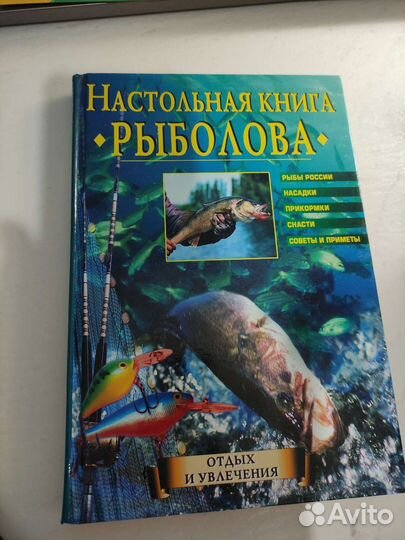 НАСТОЛЬНАЯ КНИГА
РЫБОЛОВА
РЫБЫ РОССИИ
НАСАДКИ
ПРИКОРМКИ
СНАСТИ
СОВЕТЫ И ПРИМЕТЫ
ОТДЫХ
И УВЛЕЧЕНИЯ
Avito